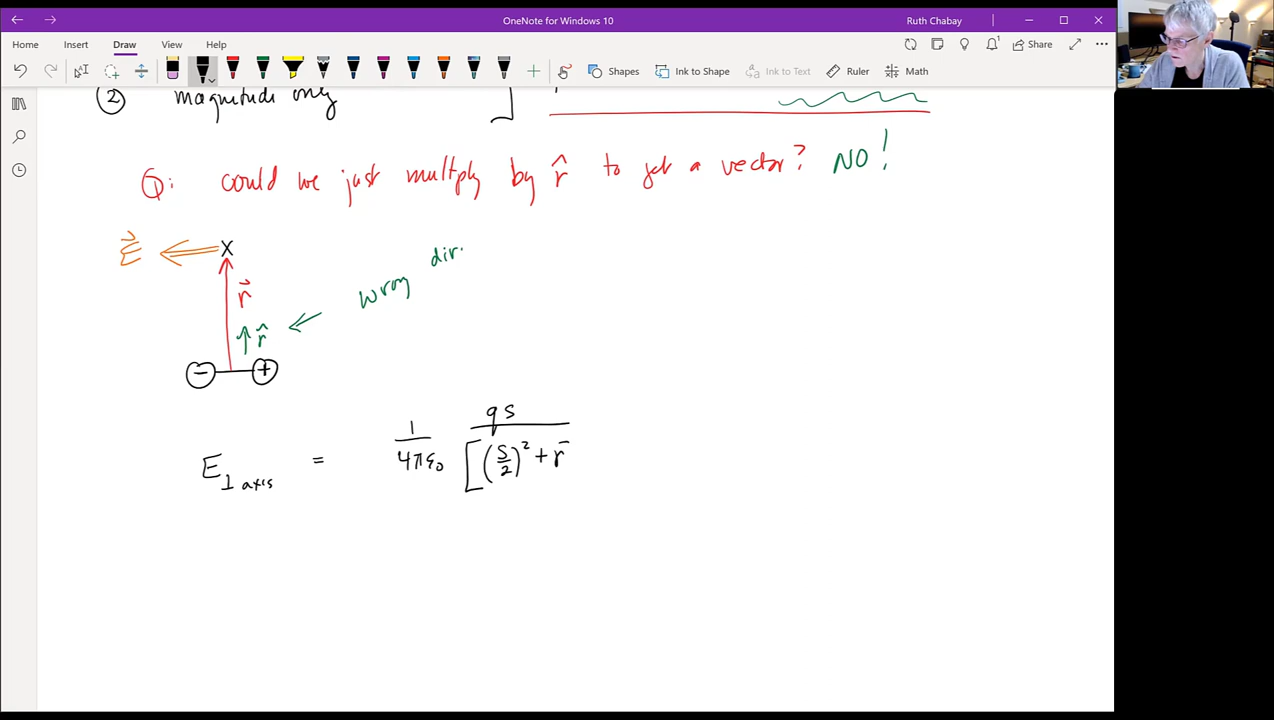 OneNote for Windows 10
Ruth Chabay
Home Insert Draw View Help
Share
Shapes Ink to Shape Ink to Text Ruler Math
② magnitude only
Q: could we just multply by r̂ to get a vector? NO!
E⃗ X
wrong dir.
r⃗
r̂
− +
E⊥ axis = 1/4πε₀ qs/[(s/2)² + r